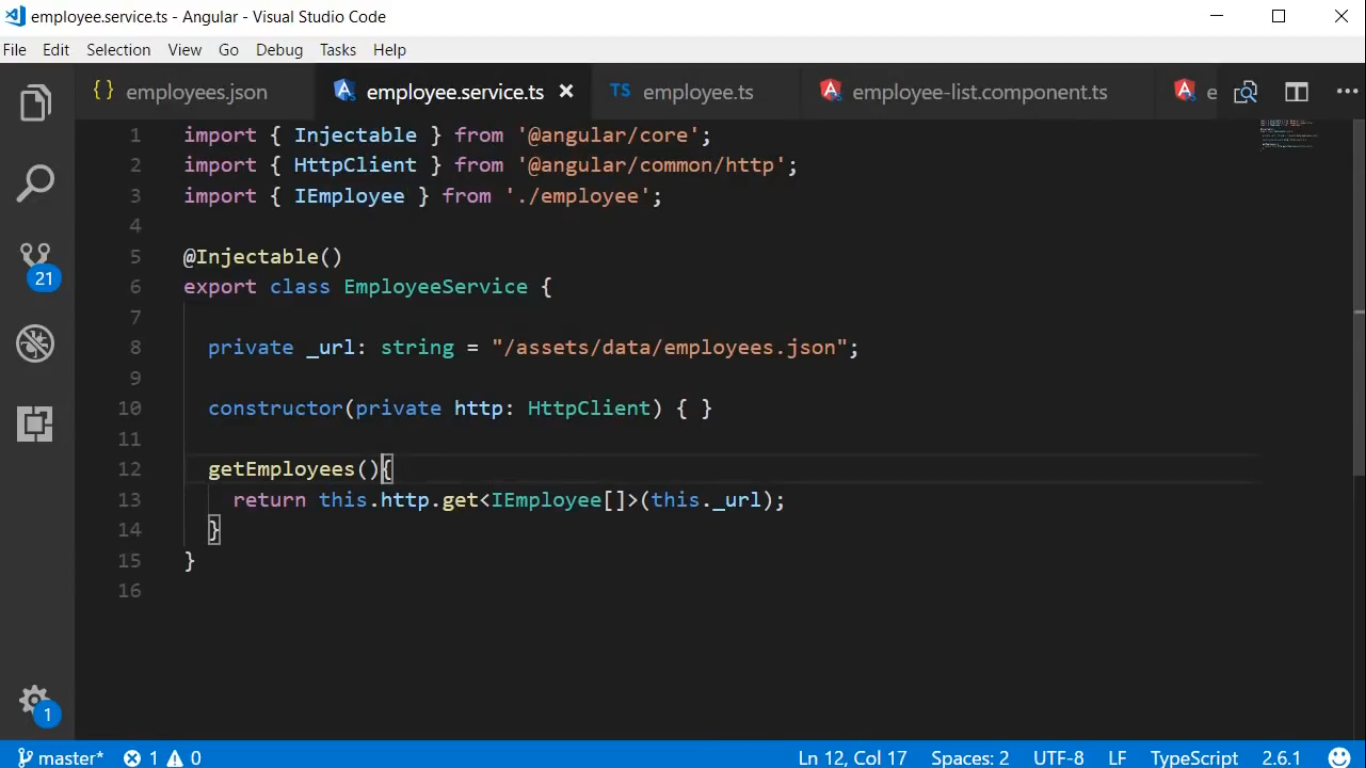 employee.service.ts - Angular - Visual Studio Code
File Edit Selection View Go Debug Tasks Help
{} employees.json employee.service.ts × TS employee.ts employee-list.component.ts e
1 import { Injectable } from '@angular/core';
2 import { HttpClient } from '@angular/common/http';
3 import { IEmployee } from './employee';
4
5 @Injectable()
6 export class EmployeeService {
7
8 private _url: string = "/assets/data/employees.json";
9
10 constructor(private http: HttpClient) { }
11
12 getEmployees(){
13 return this.http.get<IEmployee[]>(this._url);
14 }
15 }
16
21
1
master* 1 0 Ln 12, Col 17 Spaces: 2 UTF-8 LF TypeScript 2.6.1